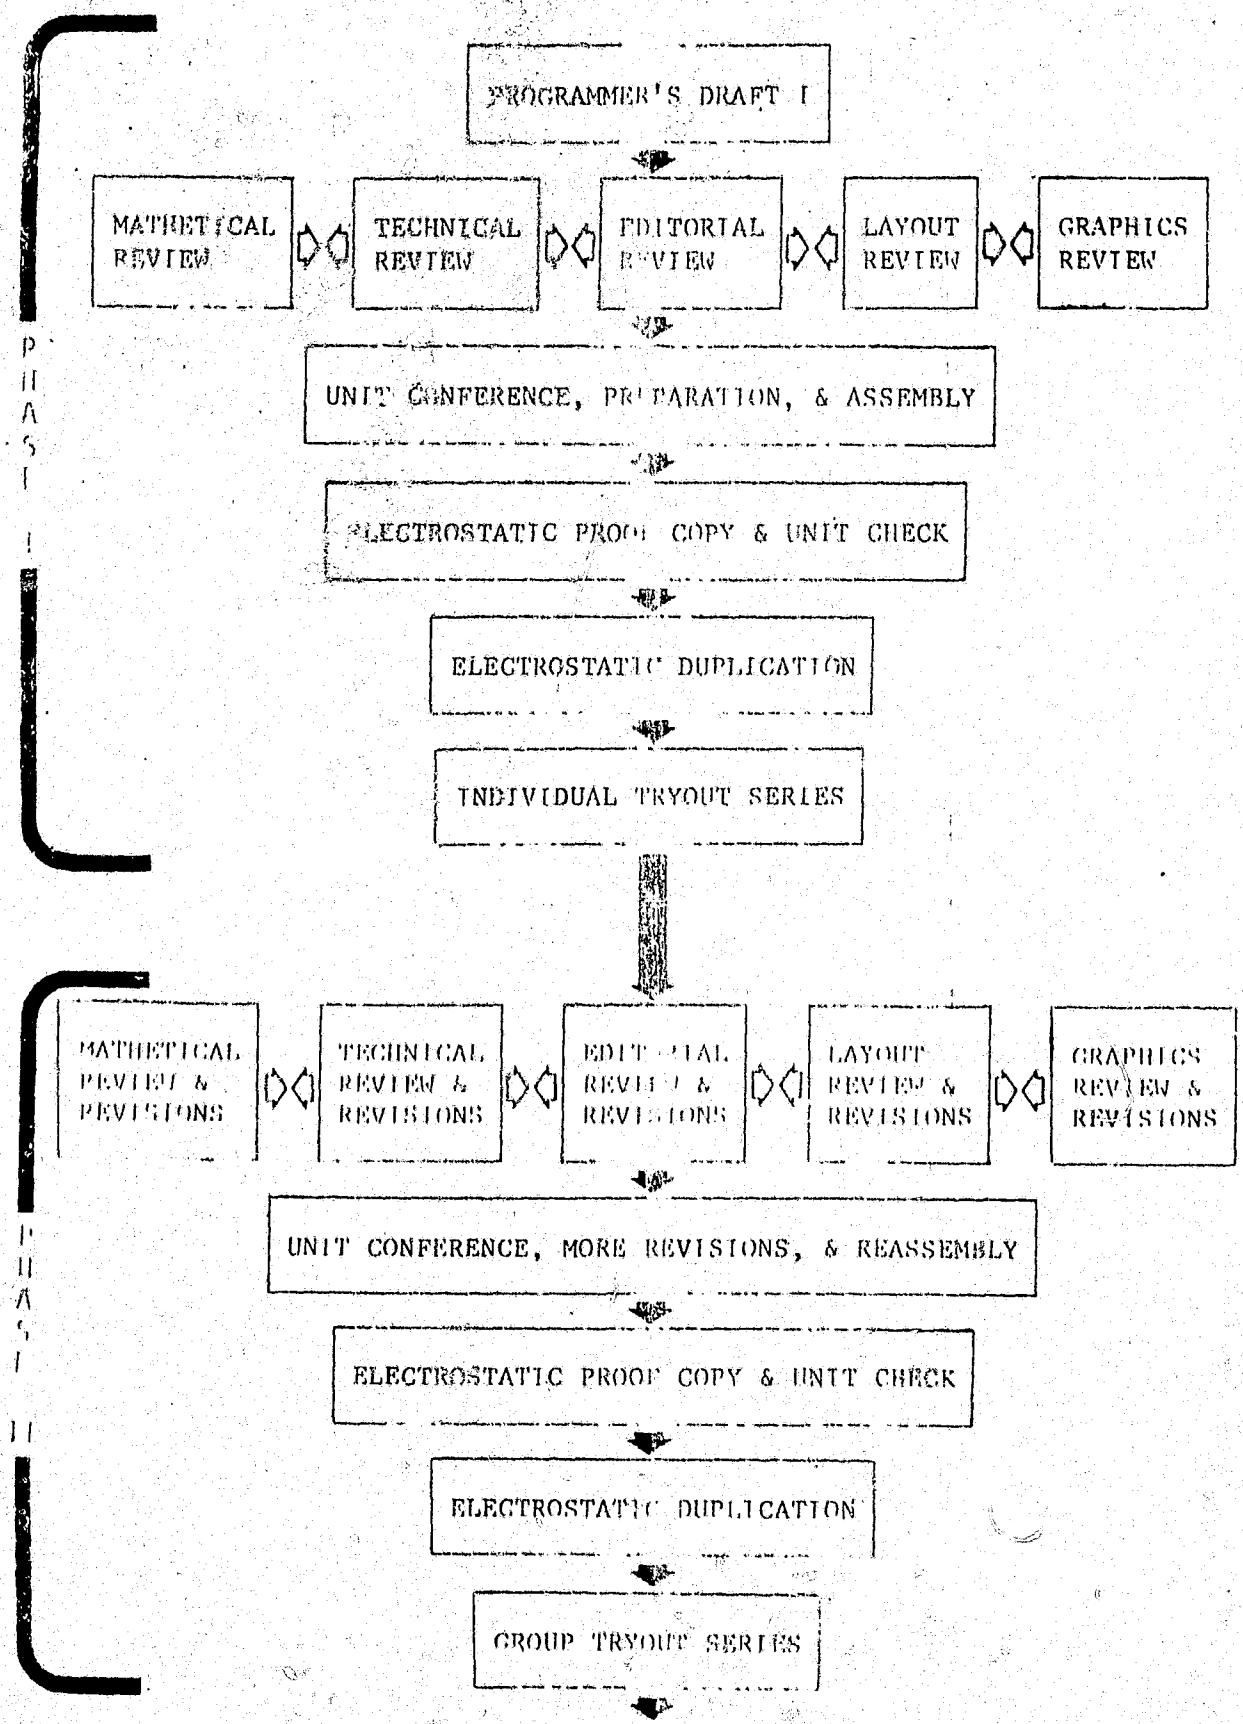 PROGRAMMER'S DRAFT I
MATHETICAL
REVIEW
TECHNICAL
REVIEW
EDITORIAL
REVIEW
LAYOUT
REVIEW
GRAPHICS
REVIEW
PHASE I
UNIT CONFERENCE, PREPARATION, & ASSEMBLY
ELECTROSTATIC PROOF COPY & UNIT CHECK
ELECTROSTATIC DUPLICATION
INDIVIDUAL TRYOUT SERIES
MATHETICAL
REVIEW &
REVISIONS
TECHNICAL
REVIEW &
REVISIONS
EDITORIAL
REVIEW &
REVISIONS
LAYOUT
REVIEW &
REVISIONS
GRAPHICS
REVIEW &
REVISIONS
PHASE II
UNIT CONFERENCE, MORE REVISIONS, & REASSEMBLY
ELECTROSTATIC PROOF COPY & UNIT CHECK
ELECTROSTATIC DUPLICATION
GROUP TRYOUT SERIES